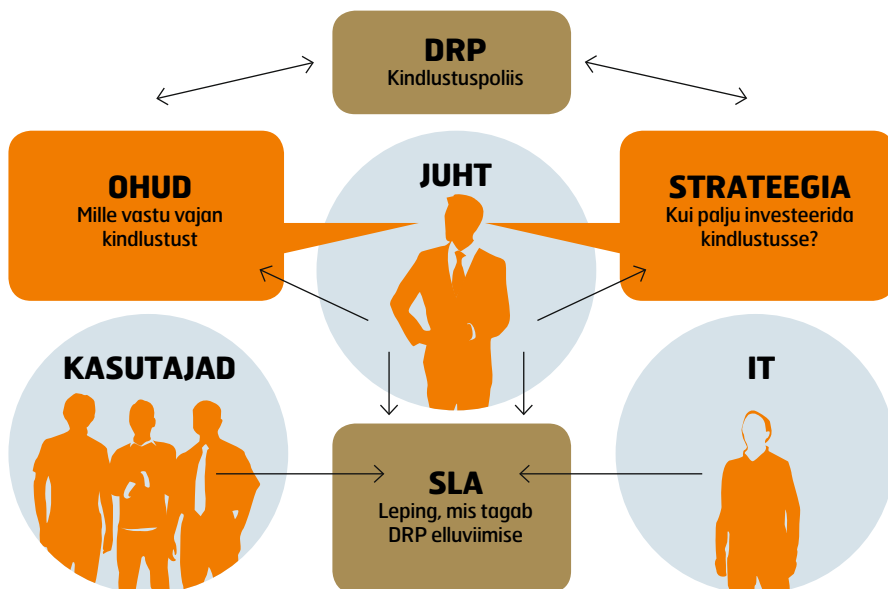 DRP
Kindlustuspoliis
OHUD
Mille vastu vajan
kindlustust
JUHT
STRATEEGIA
Kui palju investeerida
kindlustusse?
KASUTAJAD
IT
SLA
Leping, mis tagab
DRP elluviimise